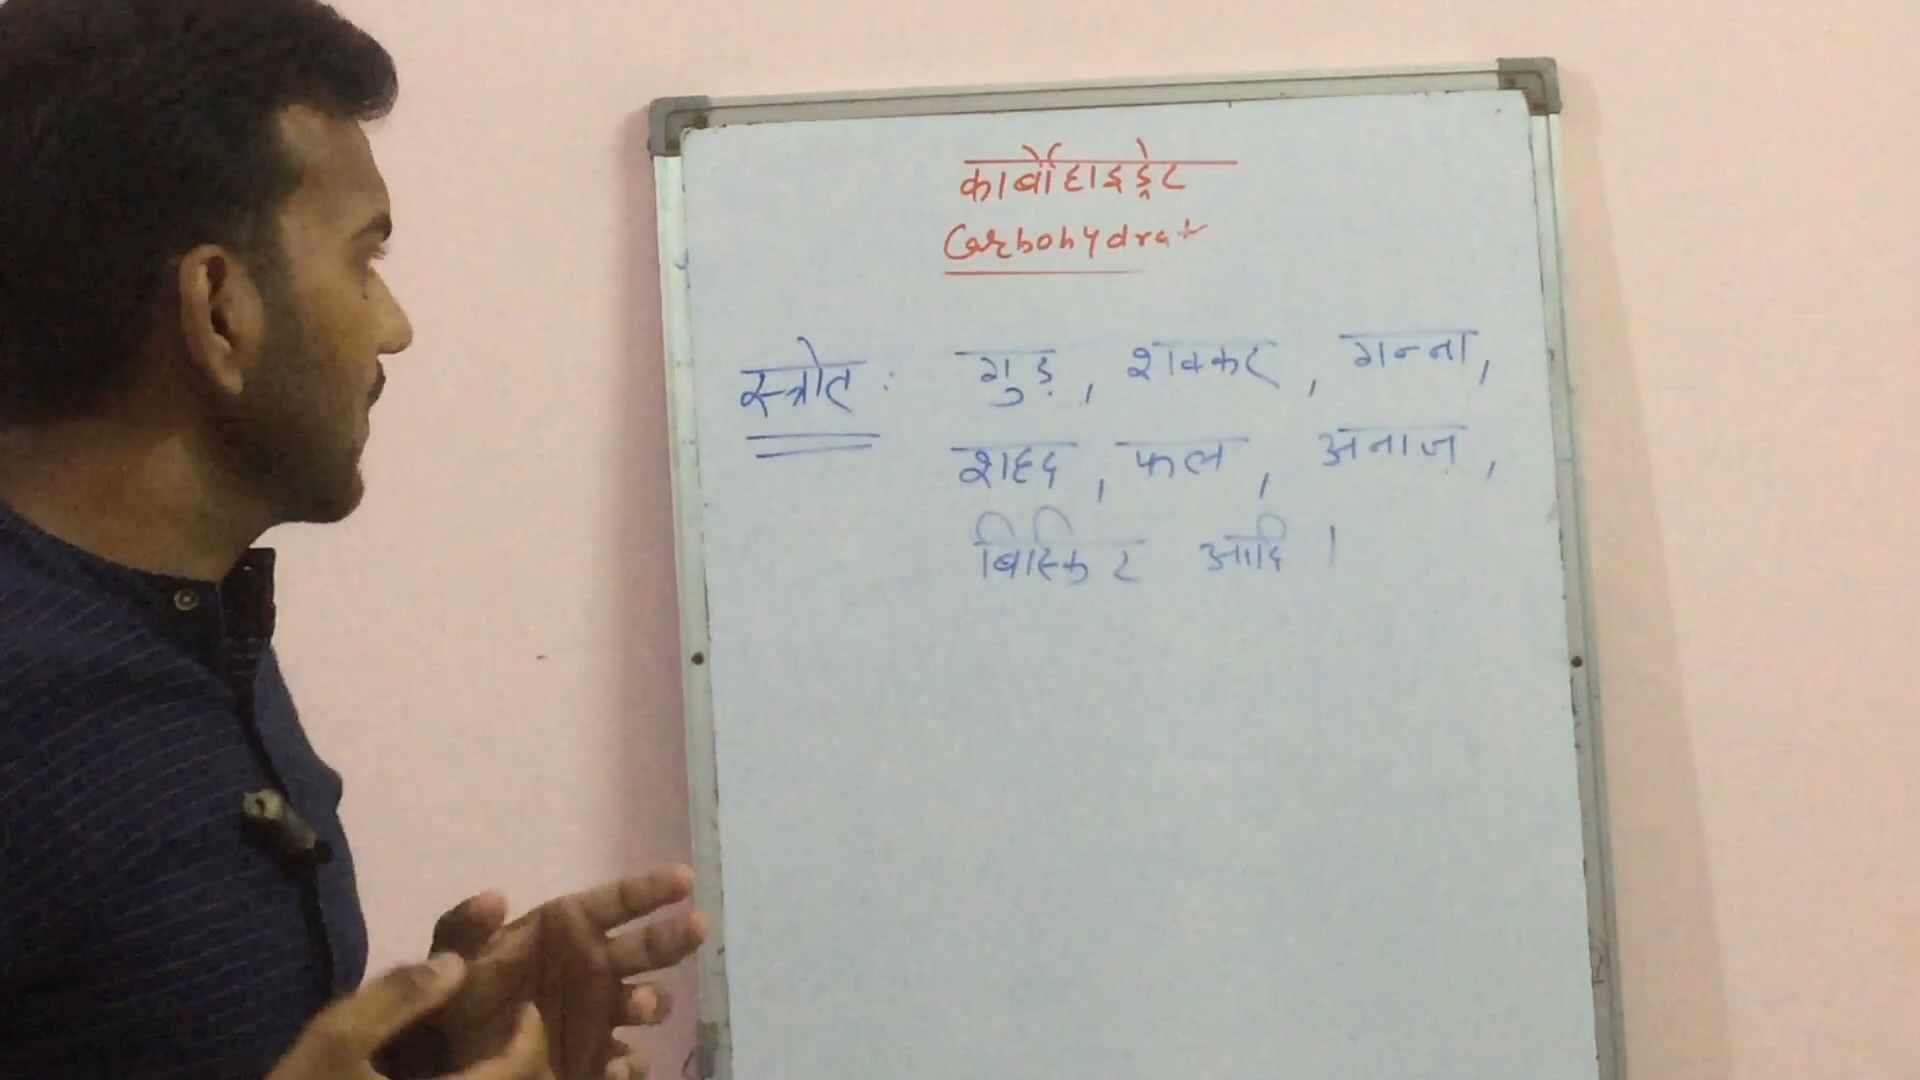 कार्बोहाइड्रेट
Carbohydrat
स्त्रोत : गुड़, शक्कर, गन्ना,
शहद, फल, अनाज,
बिस्किट आदि।